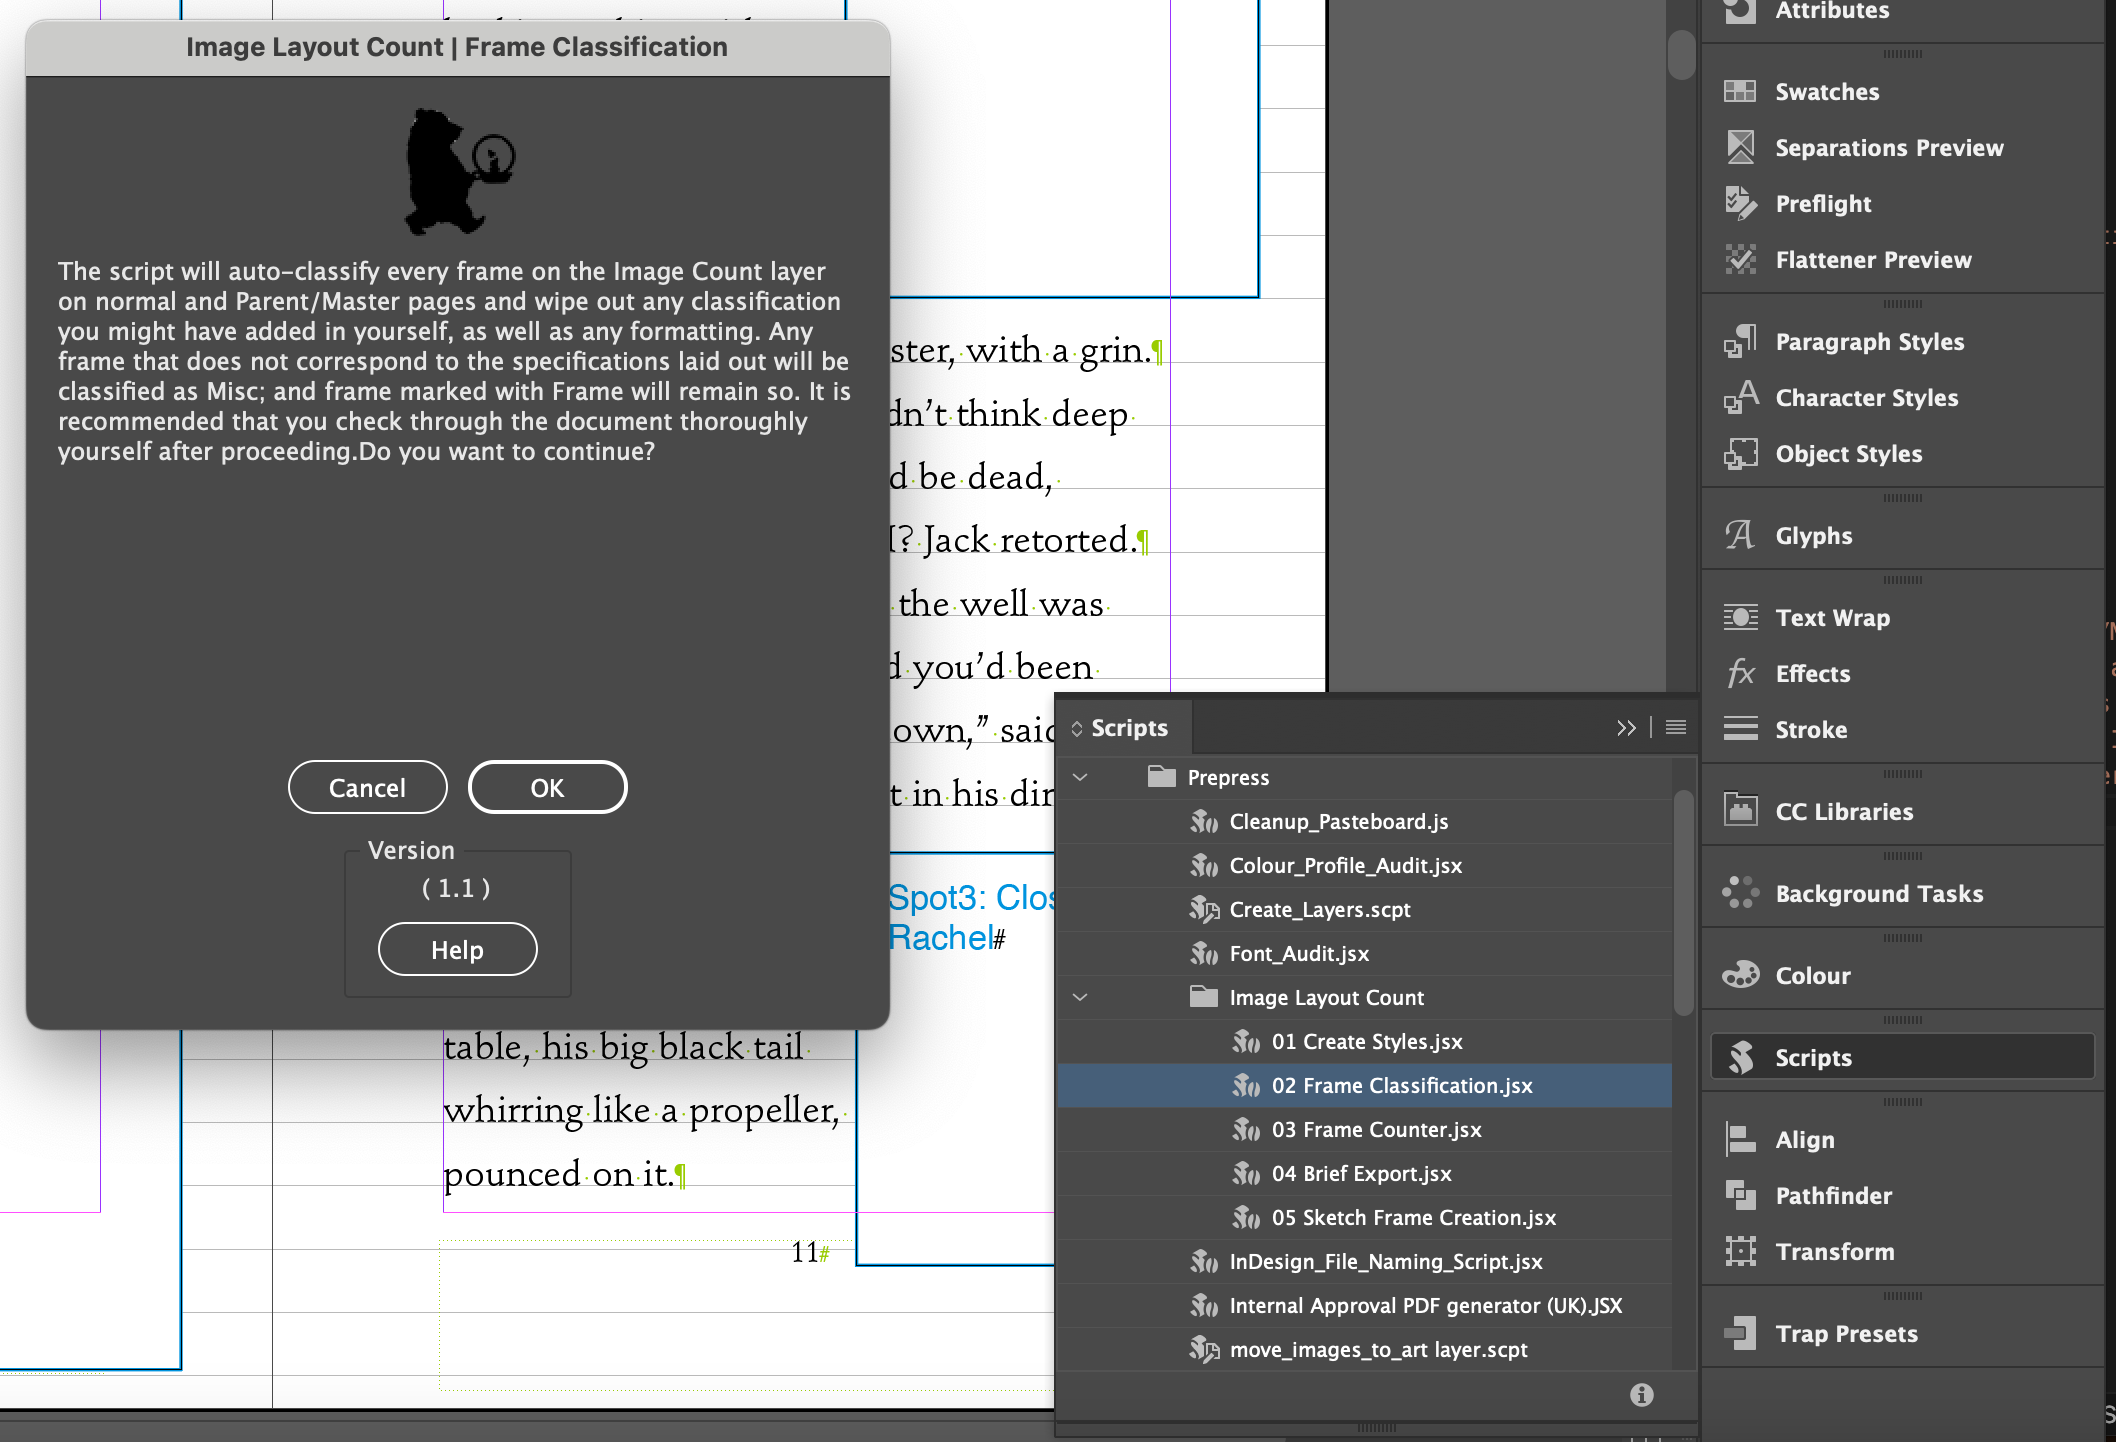 Image Layout Count | Frame Classification
The script will auto-classify every frame on the Image Count layer
on normal and Parent/Master pages and wipe out any classification
you might have added in yourself, as well as any formatting. Any
frame that does not correspond to the specifications laid out will be
classified as Misc; and frame marked with Frame will remain so. It is
recommended that you check through the document thoroughly
yourself after proceeding.Do you want to continue?
Cancel
OK
Version
( 1.1 )
Help
with a grin.¶
think deep
be dead,
Jack retorted.¶
the well was
you’d been
own,” said
in his
Spot3:
Rachel#
table, his big black tail
whirring like a propeller,
pounced on it.¶
11#
Scripts
Prepress
Cleanup_Pasteboard.js
Colour_Profile_Audit.jsx
Create_Layers.scpt
Font_Audit.jsx
Image Layout Count
01 Create Styles.jsx
02 Frame Classification.jsx
03 Frame Counter.jsx
04 Brief Export.jsx
05 Sketch Frame Creation.jsx
InDesign_File_Naming_Script.jsx
Internal Approval PDF generator (UK).JSX
move_images_to_art layer.scpt
Attributes
Swatches
Separations Preview
Preflight
Flattener Preview
Paragraph Styles
Character Styles
Object Styles
Glyphs
Text Wrap
fx Effects
Stroke
CC Libraries
Background Tasks
Colour
Scripts
Align
Pathfinder
Transform
Trap Presets